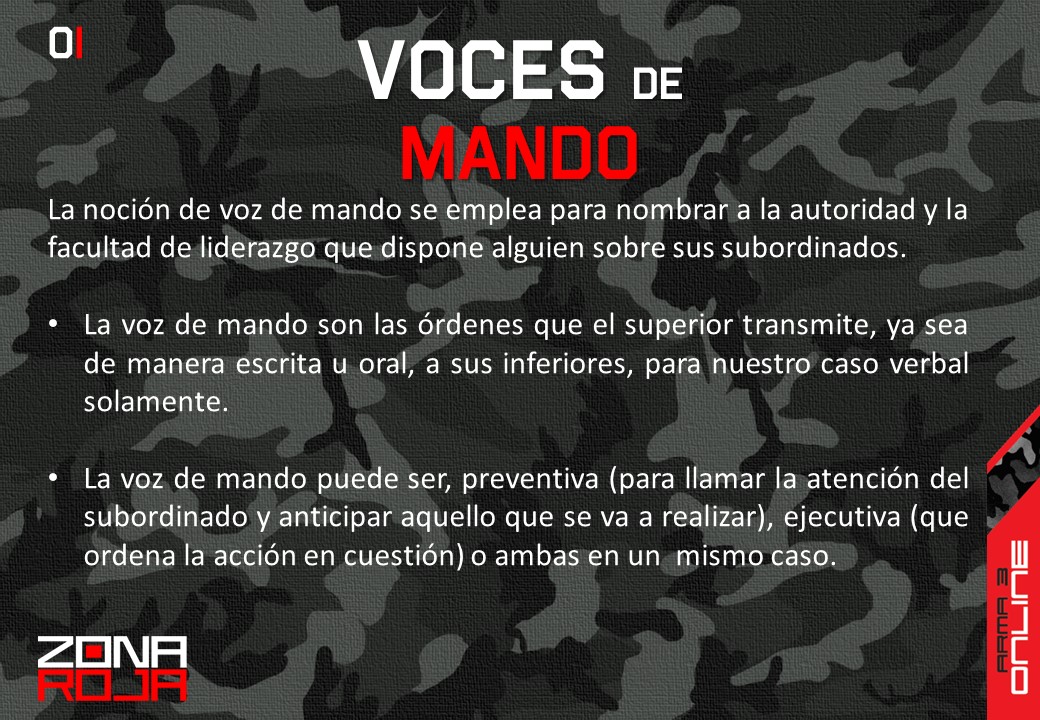 01
VOCES DE
MANDO
La noción de voz de mando se emplea para nombrar a la autoridad y la
facultad de liderazgo que dispone alguien sobre sus subordinados.
• La voz de mando son las órdenes que el superior transmite, ya sea
de manera escrita u oral, a sus inferiores, para nuestro caso verbal
solamente.
• La voz de mando puede ser, preventiva (para llamar la atención del
subordinado y anticipar aquello que se va a realizar), ejecutiva (que
ordena la acción en cuestión) o ambas en un  mismo caso.
ZONA
ROJA
ARMA 3
ONLINE